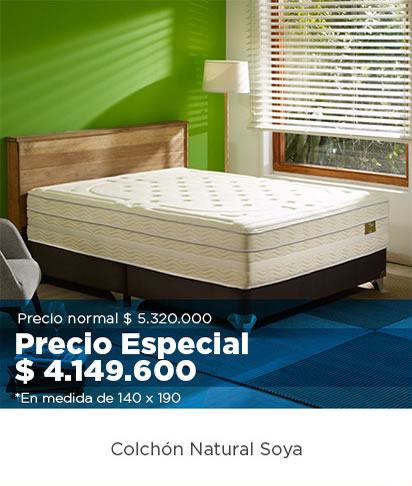 Precio normal $ 5.320.000
Precio Especial
$ 4.149.600
*En medida de 140 x 190
Colchón Natural Soya